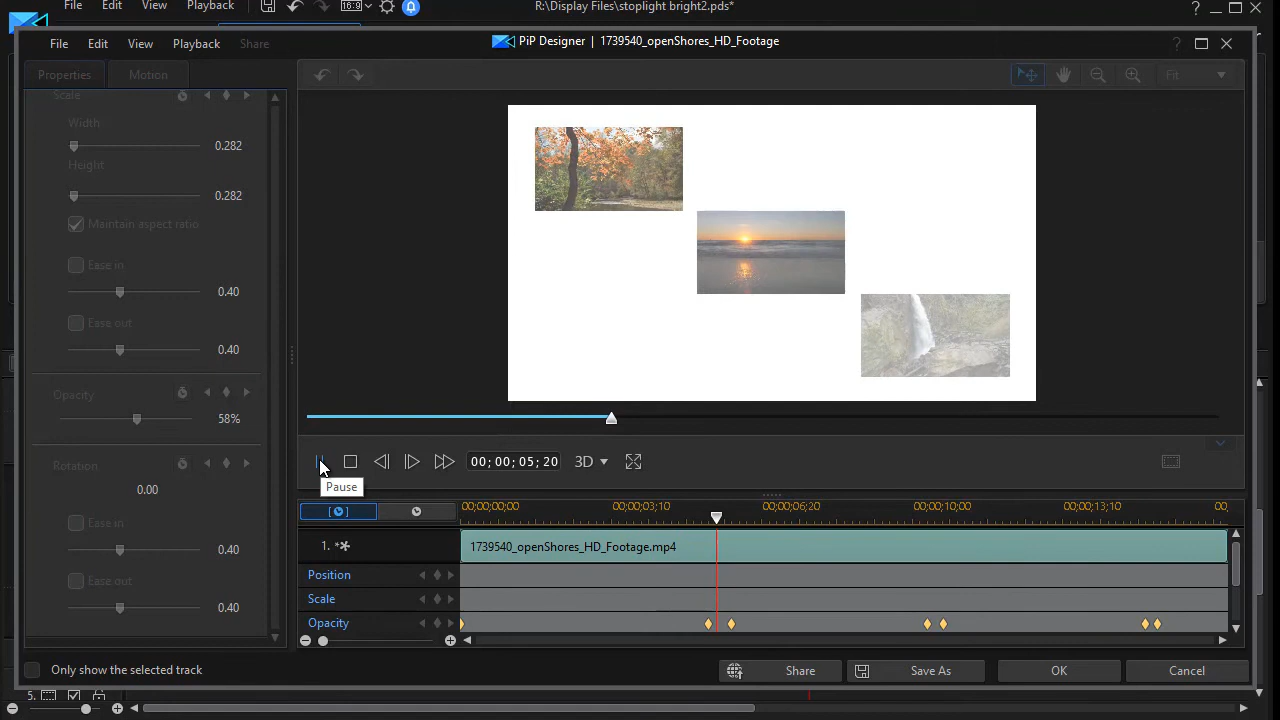 File Edit View Playback 16:9 R:\Display Files\stoplight bright2.pds* ?
PiP Designer | 1739540_openShores_HD_Footage ?
File Edit View Playback Share
Properties Motion Fit
Scale
Width
0.282
Height
0.282
Maintain aspect ratio
Ease in
0.40
Ease out
0.40
Opacity
58%
Rotation
0.00
Ease in
0.40
Ease out
0.40
00; 00; 05; 20 3D
Pause
00;00;00;00 00;00;03;10 00;00;06;20 00;00;10;00 00;00;13;10 00;
1. 1739540_openShores_HD_Footage.mp4
Position
Scale
Opacity
Only show the selected track Share Save As OK Cancel
5.